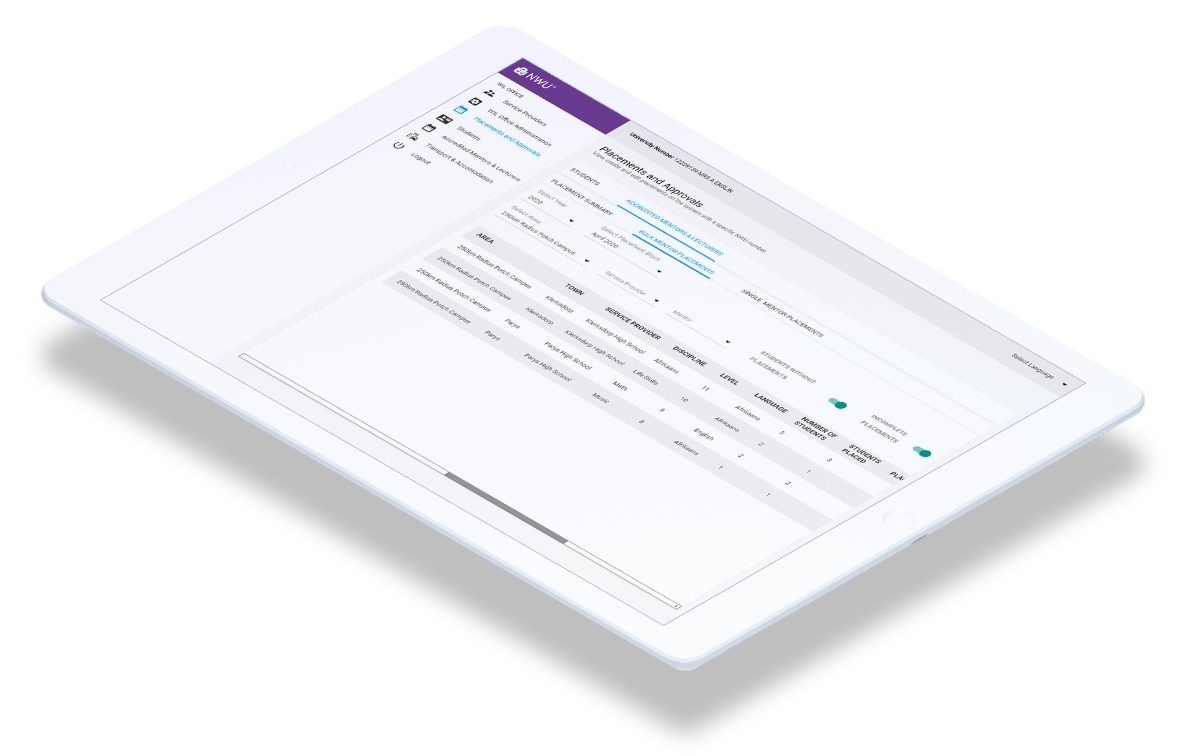 NWU™
WIL OFFICE
Service Providers
WIL Office Administration
Placements and Approvals
Students
Accredited Mentors & Lecturers
Transport & Accomodation
Logout
University Number 12209139 MRS A ENSLIN
Select Language
Placements and Approvals
View, create and edit placements on the system with a specific NWU number.
STUDENTS ACCREDITED MENTORS & LECTURERS
PLACEMENT SUMMARY BULK MENTOR PLACEMENTS SINGLE MENTOR PLACEMENTS
Select Year
2020
Select Placement Block
April 2020
Select Area
250km Radius Potch Campus
Service Provider
Mentor
STUDENTS WITHOUT
PLACEMENTS
INCOMPLETE
PLACEMENTS
AREA TOWN SERVICE PROVIDER DISCIPLINE LEVEL LANGUAGE NUMBER OF STUDENTS STUDENTS PLACED
250km Radius Potch Campus Klerksdorp Klerksdorp High School Afrikaans 11 Afrikaans 3 3
250km Radius Potch Campus Klerksdorp Klerksdorp High School Life Skills 10 Afrikaans 2 1
250km Radius Potch Campus Parys Parys High School Math 9 English 2 2
250km Radius Potch Campus Parys Parys High School Music 8 Afrikaans 1 1